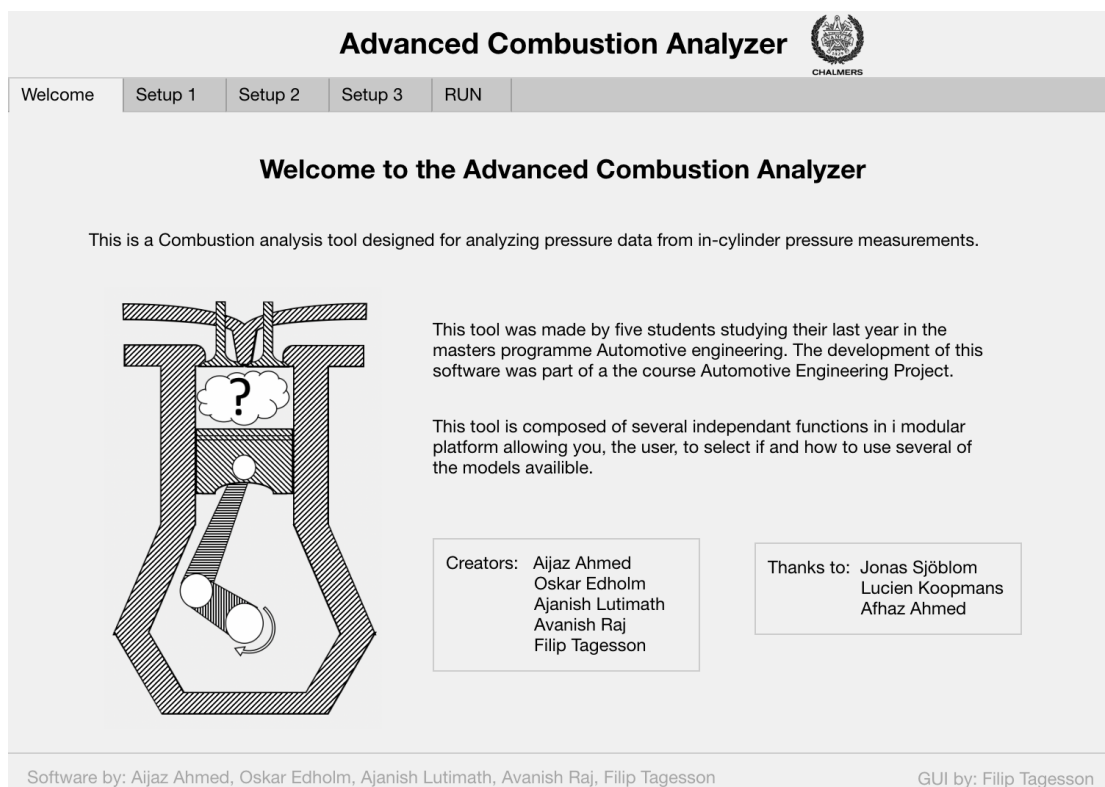 Advanced Combustion Analyzer
CHALMERS
Welcome
Setup 1
Setup 2
Setup 3
RUN
Welcome to the Advanced Combustion Analyzer
This is a Combustion analysis tool designed for analyzing pressure data from in-cylinder pressure measurements.
?
This tool was made by five students studying their last year in the
masters programme Automotive engineering. The development of this
software was part of a the course Automotive Engineering Project.
This tool is composed of several independant functions in i modular
platform allowing you, the user, to select if and how to use several of
the models availible.
Creators: Aijaz Ahmed
Oskar Edholm
Ajanish Lutimath
Avanish Raj
Filip Tagesson
Thanks to: Jonas Sjöblom
Lucien Koopmans
Afhaz Ahmed
Software by: Aijaz Ahmed, Oskar Edholm, Ajanish Lutimath, Avanish Raj, Filip Tagesson
GUI by: Filip Tagesson